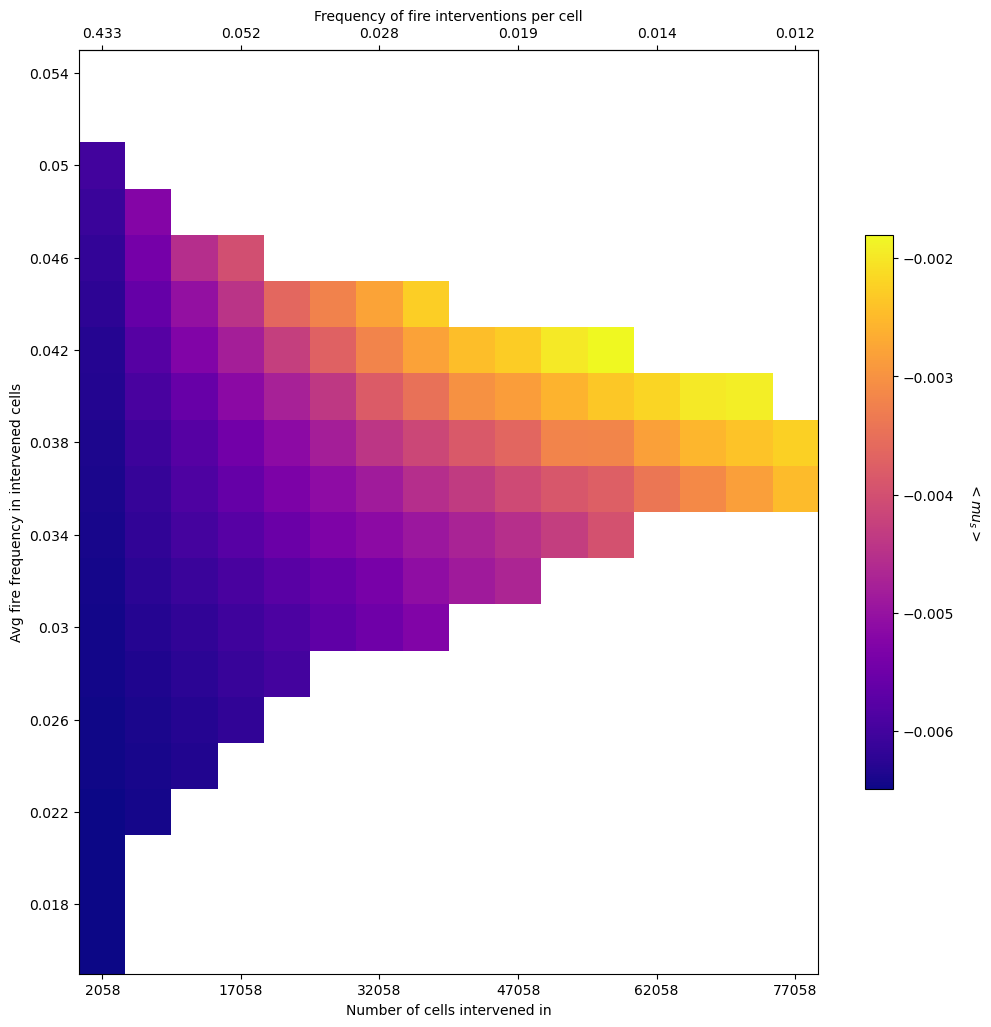 Frequency of fire interventions per cell
0.433 0.052 0.028 0.019 0.014 0.012
0.054
0.05
0.046
0.042
0.038
0.034
0.03
0.026
0.022
0.018
Avg fire frequency in intervened cells
2058 17058 32058 47058 62058 77058
Number of cells intervened in
−0.002
−0.003
−0.004
−0.005
−0.006
< mu_s >